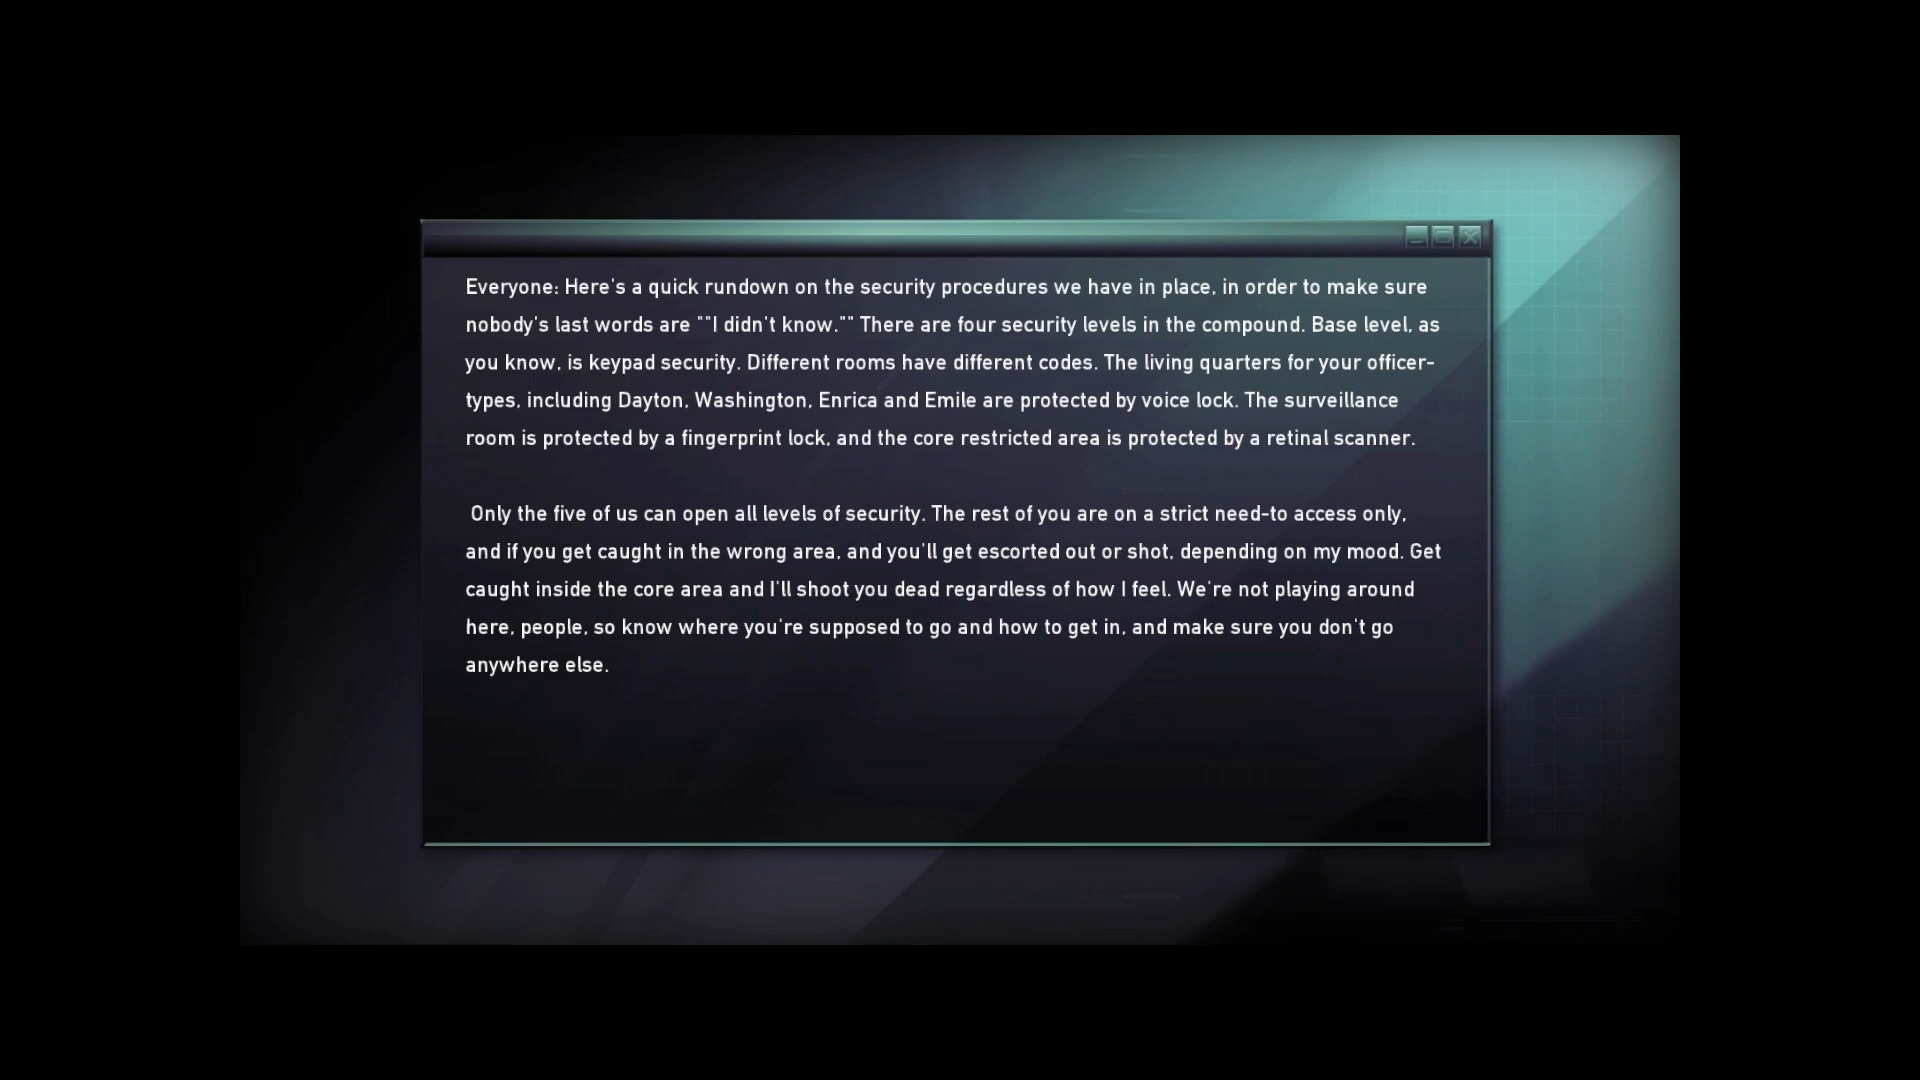 Everyone: Here's a quick rundown on the security procedures we have in place, in order to make sure
nobody's last words are ""I didn't know."" There are four security levels in the compound. Base level, as
you know, is keypad security. Different rooms have different codes. The living quarters for your officer-
types, including Dayton, Washington, Enrica and Emile are protected by voice lock. The surveillance
room is protected by a fingerprint lock, and the core restricted area is protected by a retinal scanner.
Only the five of us can open all levels of security. The rest of you are on a strict need-to access only,
and if you get caught in the wrong area, and you'll get escorted out or shot, depending on my mood. Get
caught inside the core area and I'll shoot you dead regardless of how I feel. We're not playing around
here, people, so know where you're supposed to go and how to get in, and make sure you don't go
anywhere else.